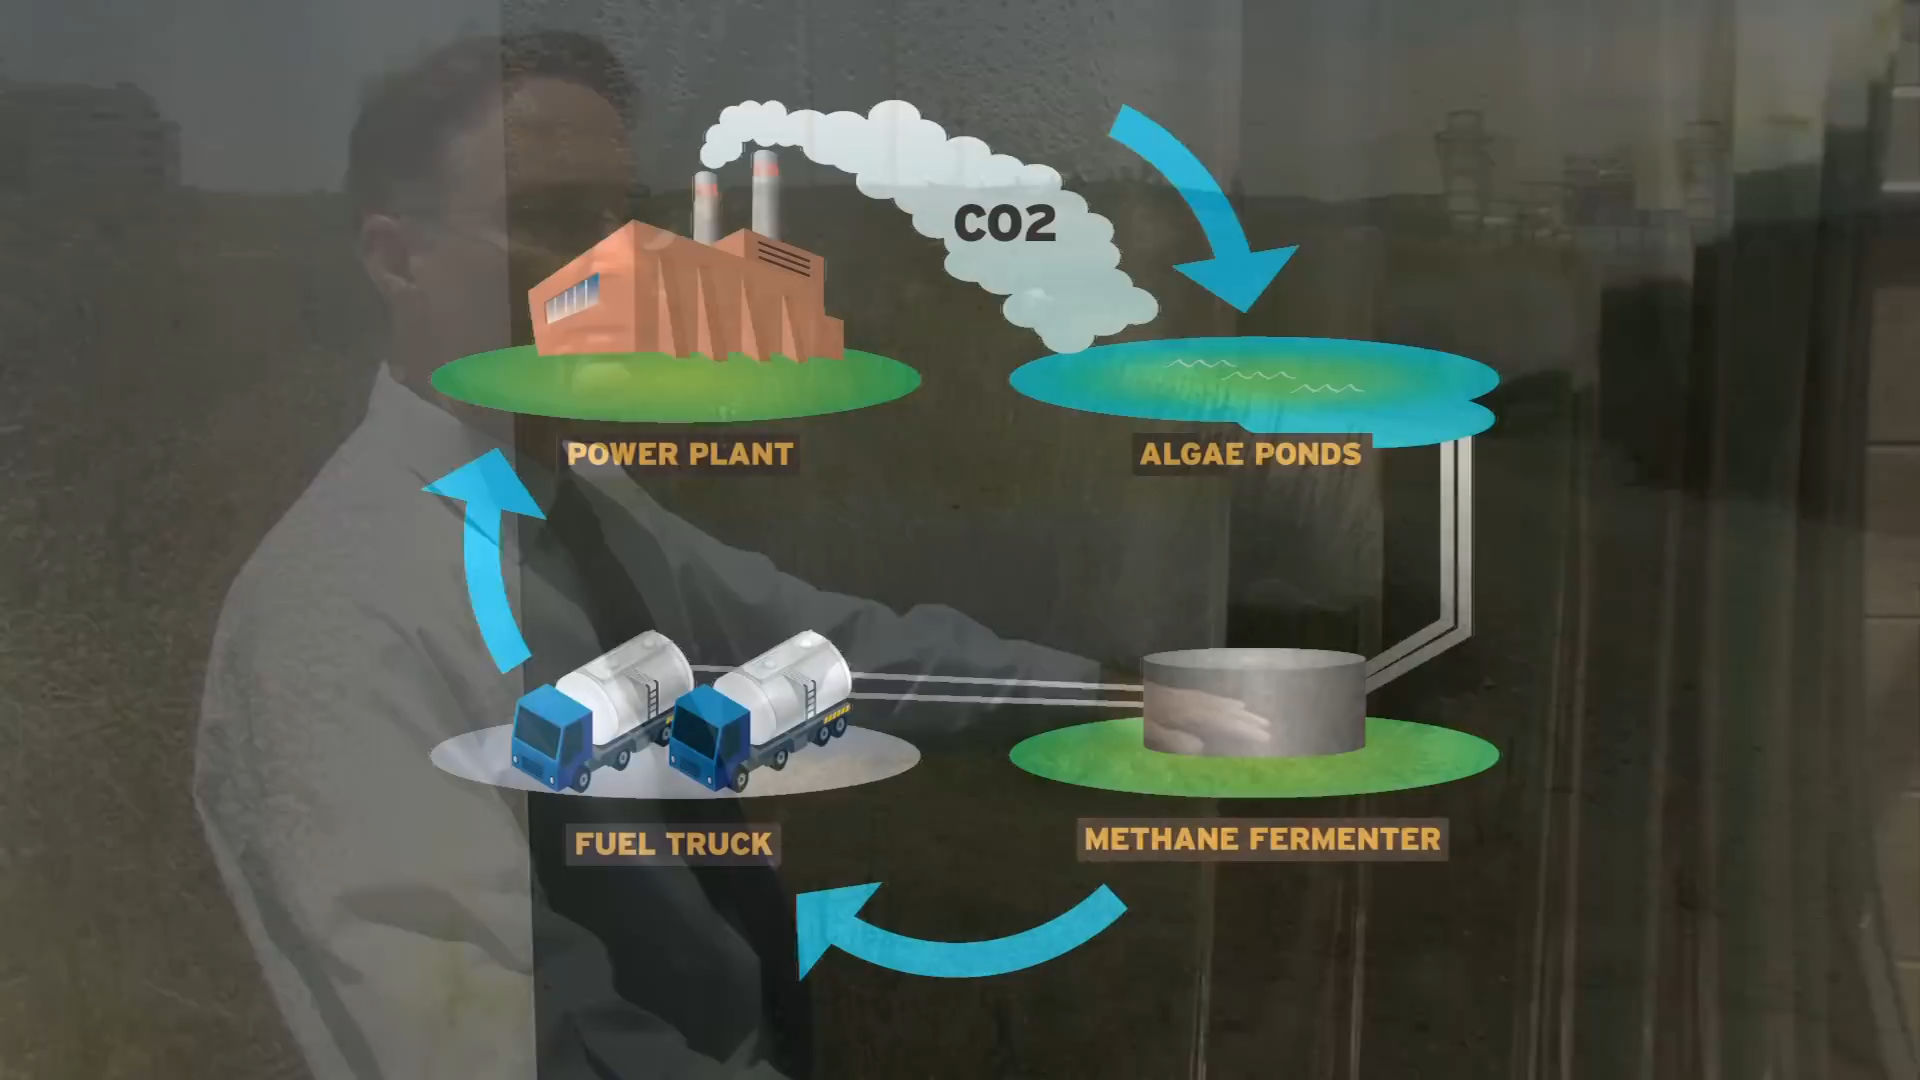 CO2
POWER PLANT
ALGAE PONDS
FUEL TRUCK
METHANE FERMENTER